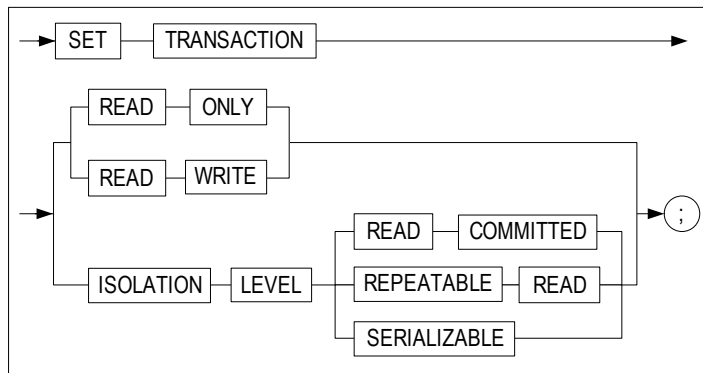 SET TRANSACTION
READ ONLY
READ WRITE
;
READ COMMITTED
ISOLATION LEVEL REPEATABLE READ
SERIALIZABLE